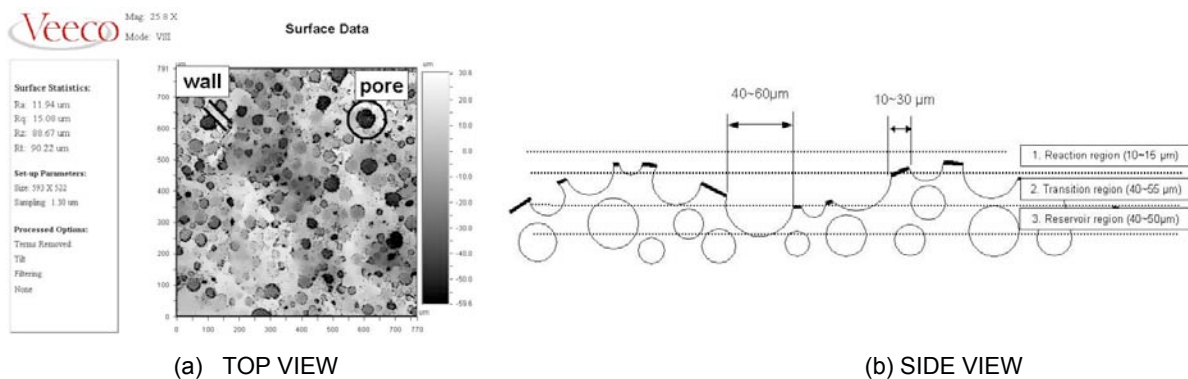 Veeco
Mag: 25.8 X
Mode: VSI
Surface Data
Surface Statistics:
Ra: 11.94 um
Rq: 15.00 um
Rz: 88.67 um
Rt: 90.22 um
Set-up Parameters:
Size: 593 X 522
Sampling: 1.30 um
Processed Options:
Terms Removed:
Tilt
Filtering:
None
um
791
700
600
500
400
300
200
100
0
wall
pore
0 100 200 300 400 500 600 700 770
um
um
30.6
20.0
10.0
0.0
-10.0
-20.0
-30.0
-40.0
-50.0
-59.6
(a) TOP VIEW
40~60μm
10~30 μm
1. Reaction region (10~15 μm)
2. Transition region (40~55 μm)
3. Reservoir region (40~50μm)
(b) SIDE VIEW